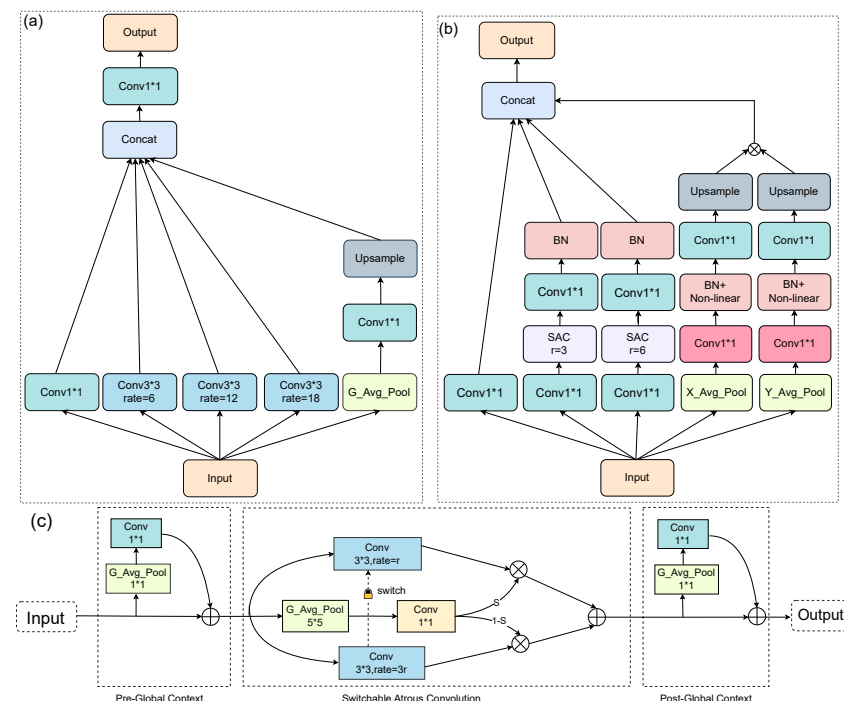 (a)
Output
Conv1*1
Concat
Upsample
Conv1*1
Conv1*1
Conv3*3
rate=6
Conv3*3
rate=12
Conv3*3
rate=18
G_Avg_Pool
Input
(b)
Output
Concat
Upsample
Upsample
BN
BN
Conv1*1
Conv1*1
Conv1*1
Conv1*1
BN+
Non-linear
BN+
Non-linear
SAC
r=3
SAC
r=6
Conv1*1
Conv1*1
Conv1*1
Conv1*1
Conv1*1
X_Avg_Pool
Y_Avg_Pool
Input
(c)
Input
Conv
1*1
G_Avg_Pool
1*1
Pre-Global Context
Conv
3*3,rate=r
switch
G_Avg_Pool
5*5
Conv
1*1
S
1-S
Conv
3*3,rate=3r
Switchable Atrous Convolution
Conv
1*1
G_Avg_Pool
1*1
Post-Global Context
Output